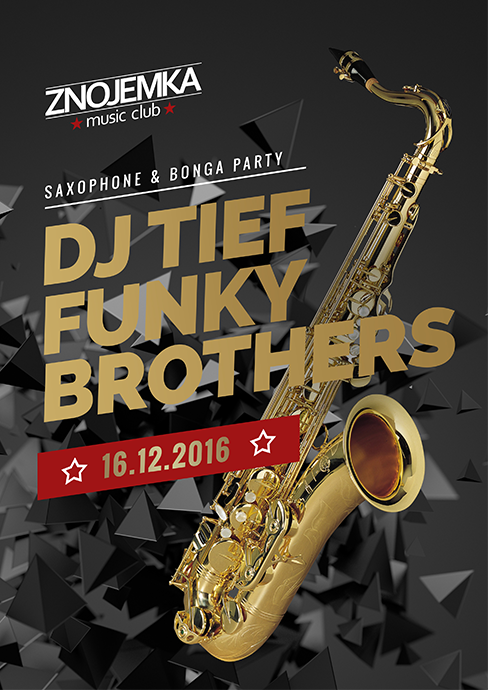 ZNOJEMKA
★ music club ★
SAXOPHONE & BONGA PARTY
DJ TIEF
FUNKY
BROTHERS
16.12.2016